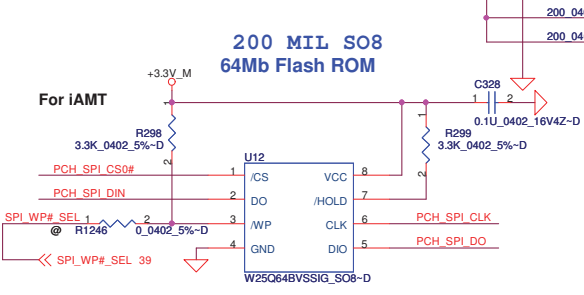 200_04
200_04
200 MIL SO8
64Mb Flash ROM
+3.3V_M
For iAMT
C328
1 2
0.1U_0402_16V4Z~D
1
R298
3.3K_0402_5%~D
2
1
R299
3.3K_0402_5%~D
2
U12
PCH_SPI_CS0# 1 /CS VCC 8
PCH_SPI_DIN 2 DO /HOLD 7
SPI_WP#_SEL 1 2 3 /WP CLK 6 PCH_SPI_CLK
@ R1246 0_0402_5%~D
4 GND DIO 5 PCH_SPI_DO
SPI_WP#_SEL 39
W25Q64BVSSIG_SO8~D